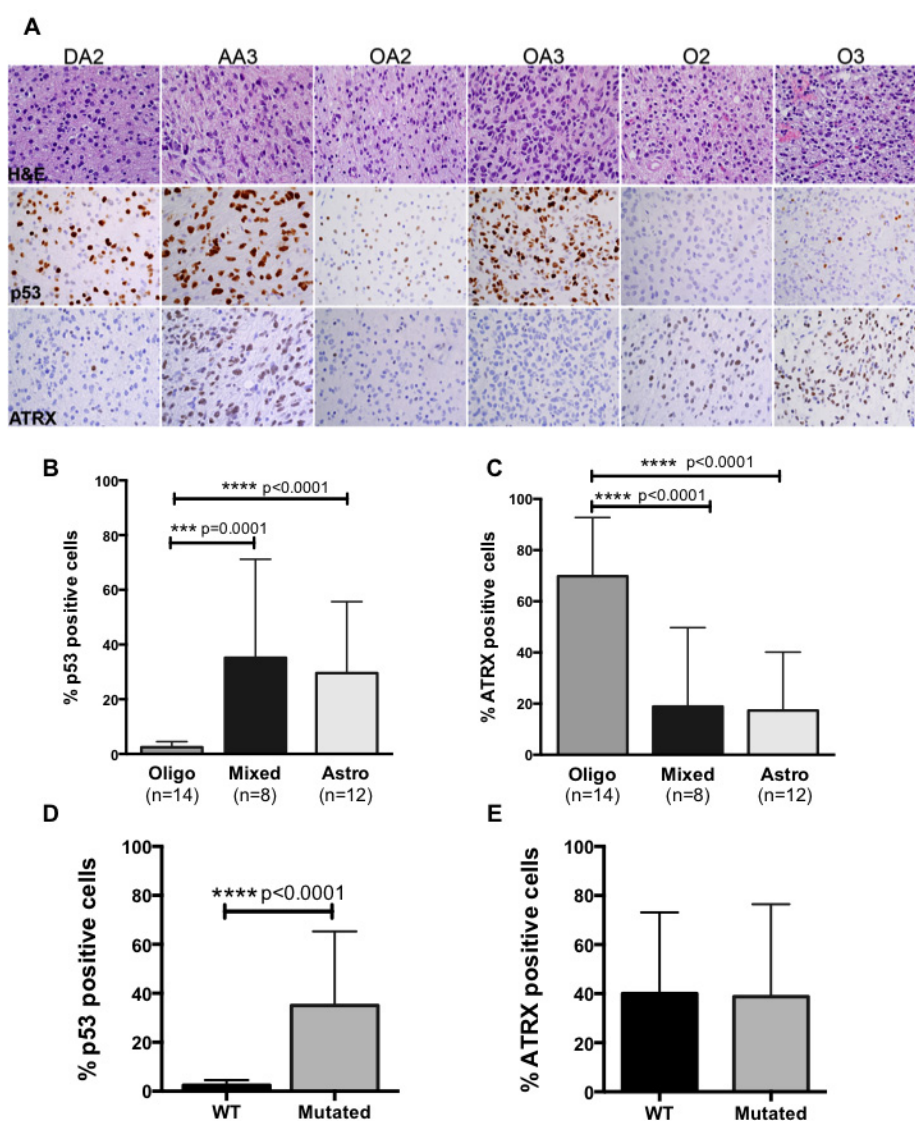 A
DA2 AA3 OA2 OA3 O2 O3
H&E
p53
ATRX
B
% p53 positive cells
100
80
60
40
20
0
**** p<0.0001
*** p=0.0001
Oligo Mixed Astro
(n=14) (n=8) (n=12)
C
% ATRX positive cells
100
80
60
40
20
0
**** p<0.0001
**** p<0.0001
Oligo Mixed Astro
(n=14) (n=8) (n=12)
D
% p53 positive cells
100
80
60
40
20
0
**** p<0.0001
WT Mutated
E
% ATRX positive cells
100
80
60
40
20
0
WT Mutated